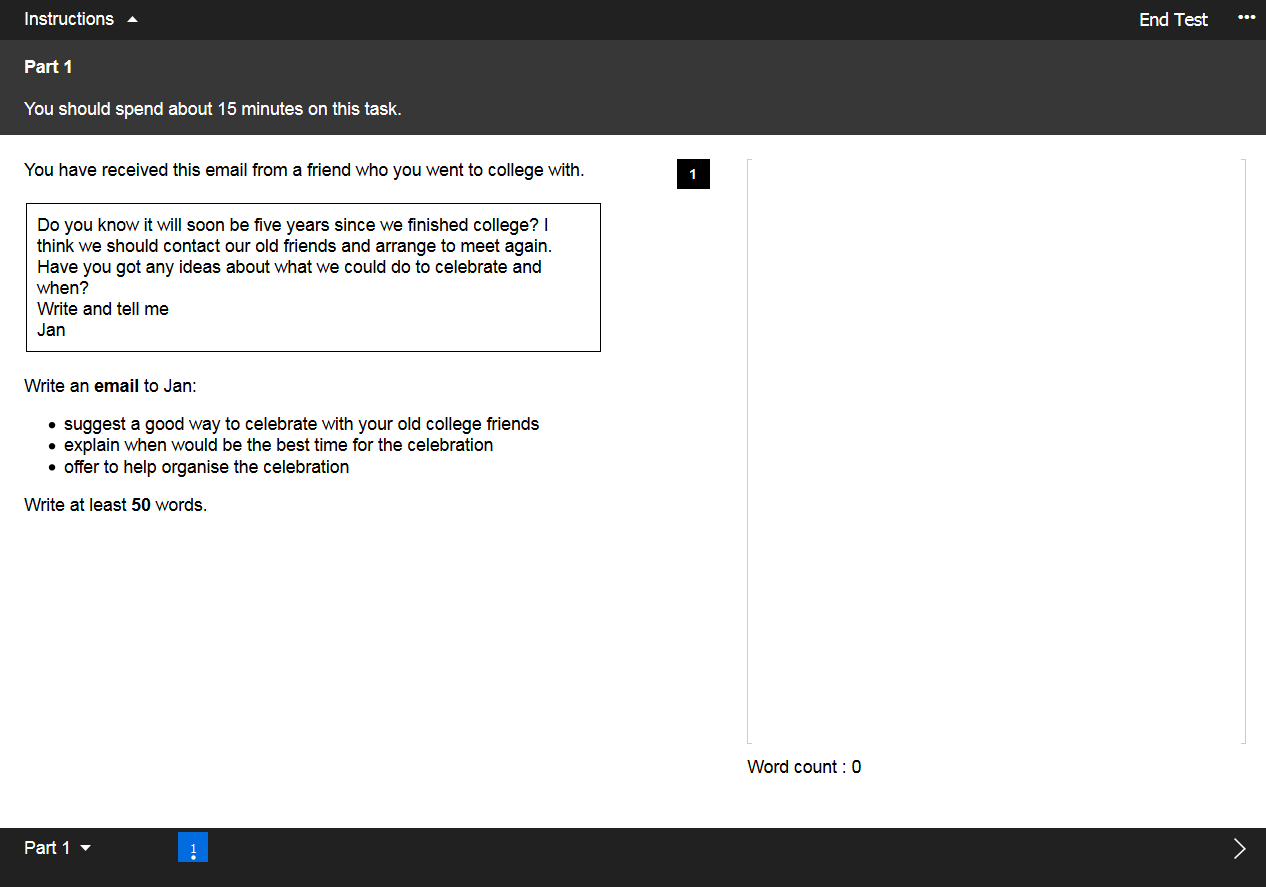 Instructions
End Test
Part 1
You should spend about 15 minutes on this task.
You have received this email from a friend who you went to college with.
1
Do you know it will soon be five years since we finished college? I
think we should contact our old friends and arrange to meet again.
Have you got any ideas about what we could do to celebrate and
when?
Write and tell me
Jan
Write an email to Jan:
• suggest a good way to celebrate with your old college friends
• explain when would be the best time for the celebration
• offer to help organise the celebration
Write at least 50 words.
Word count : 0
Part 1
1